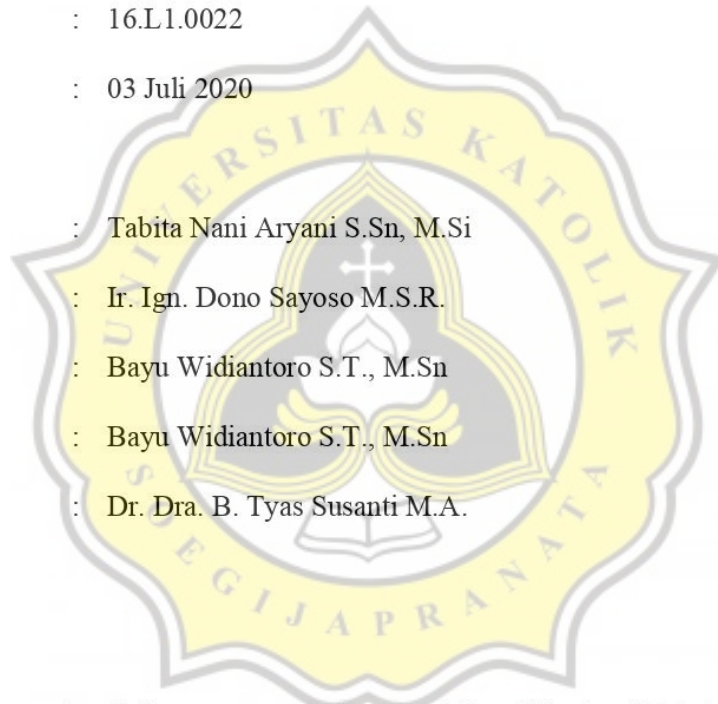 : 16.L1.0022
: 03 Juli 2020
UNIVERSITAS KATOLIK
: Tabita Nani Aryani S.Sn, M.Si
: Ir. Ign. Dono Sayoso M.S.R.
: Bayu Widiantoro S.T., M.Sn
: Bayu Widiantoro S.T., M.Sn
: Dr. Dra. B. Tyas Susanti M.A.
SOEGIJAPRANATA